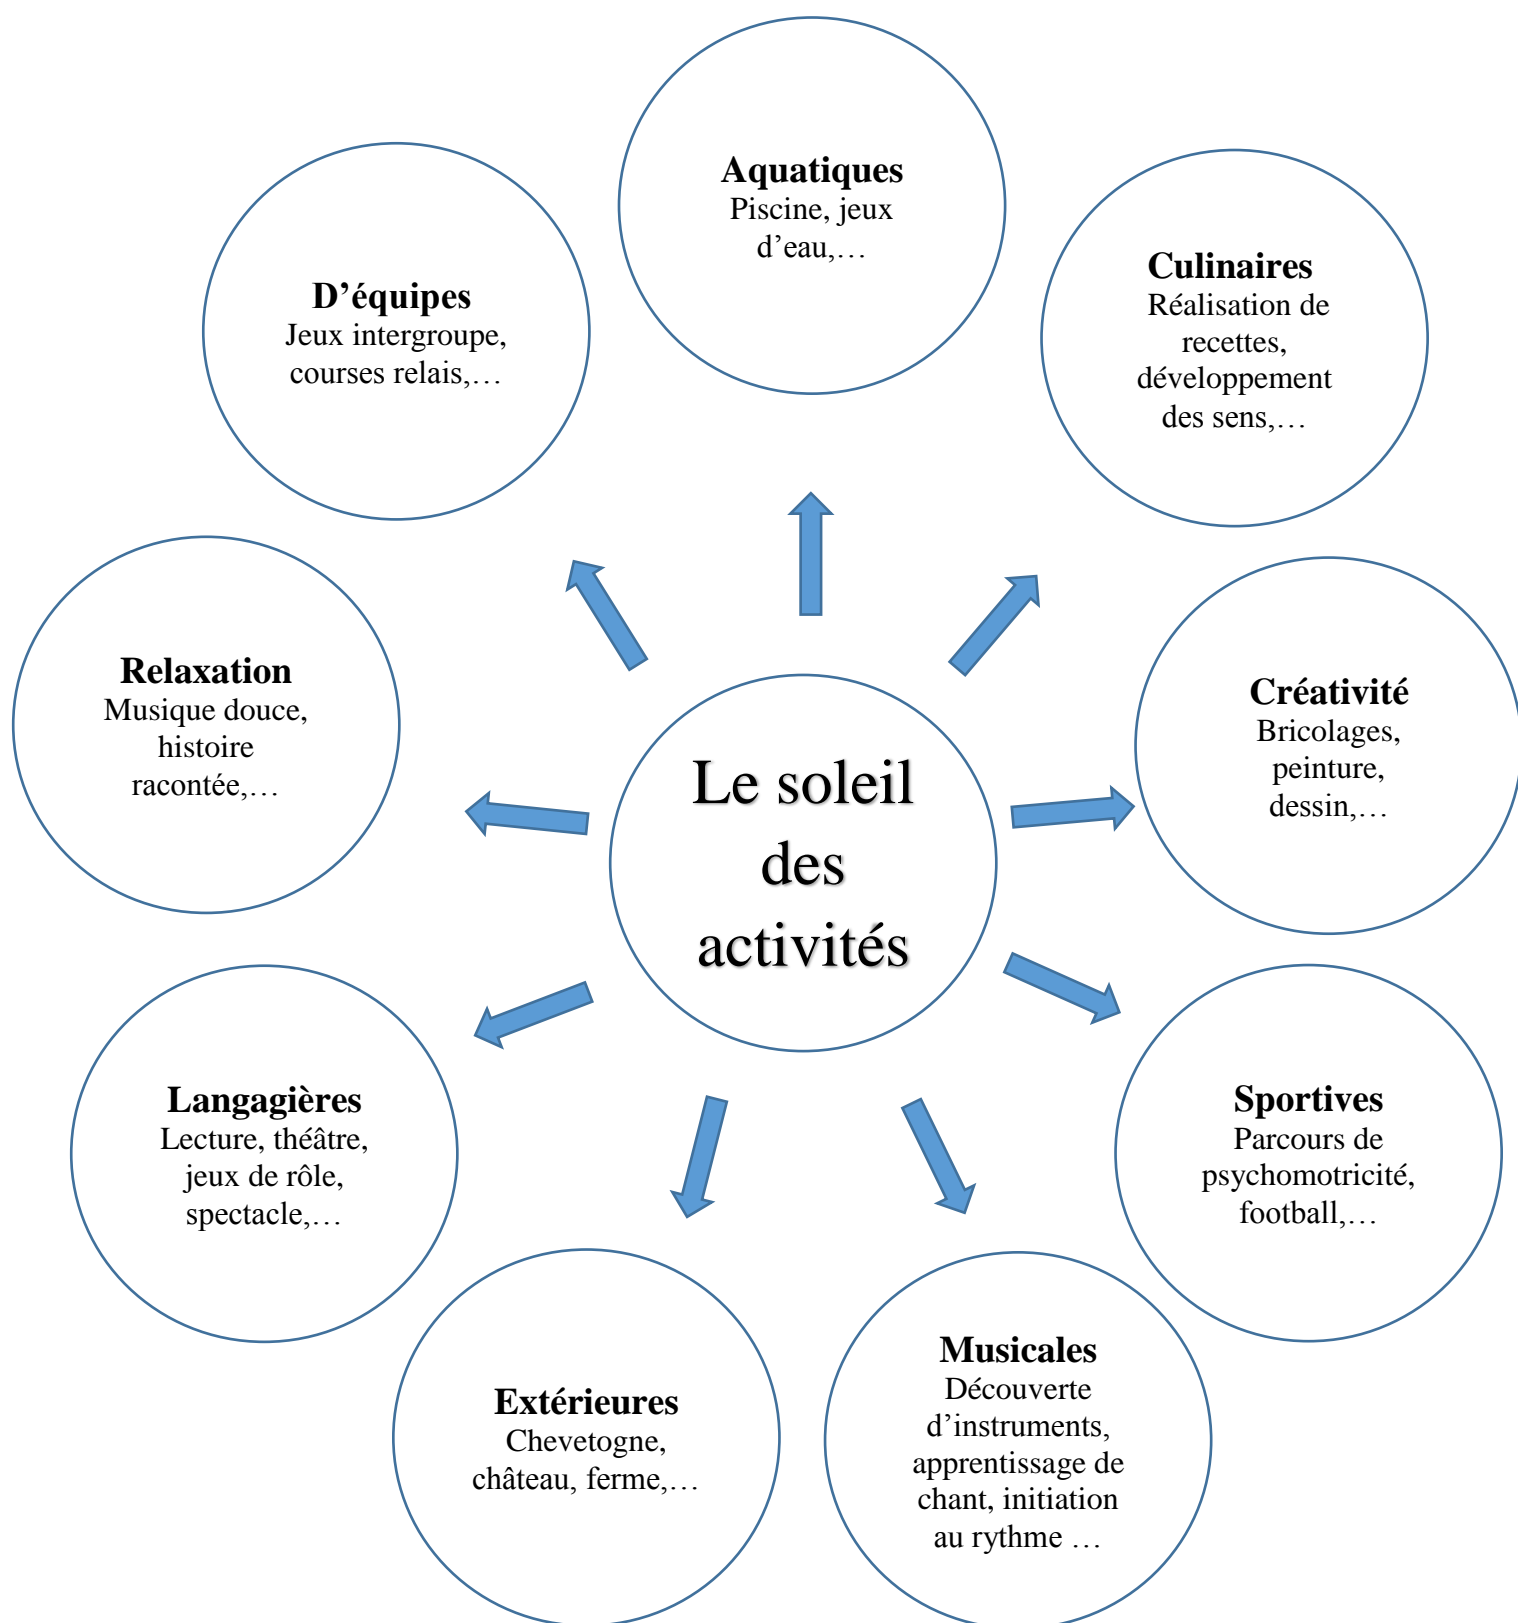 Aquatiques
Piscine, jeux
d’eau,…
Culinaires
Réalisation de
recettes,
développement
des sens,…
D’équipes
Jeux intergroupe,
courses relais,…
Créativité
Bricolages,
peinture,
dessin,…
Relaxation
Musique douce,
histoire
racontée,…
Le soleil
des
activités
Sportives
Parcours de
psychomotricité,
football,…
Langagières
Lecture, théâtre,
jeux de rôle,
spectacle,…
Musicales
Découverte
d’instruments,
apprentissage de
chant, initiation
au rythme …
Extérieures
Chevetogne,
château, ferme,…